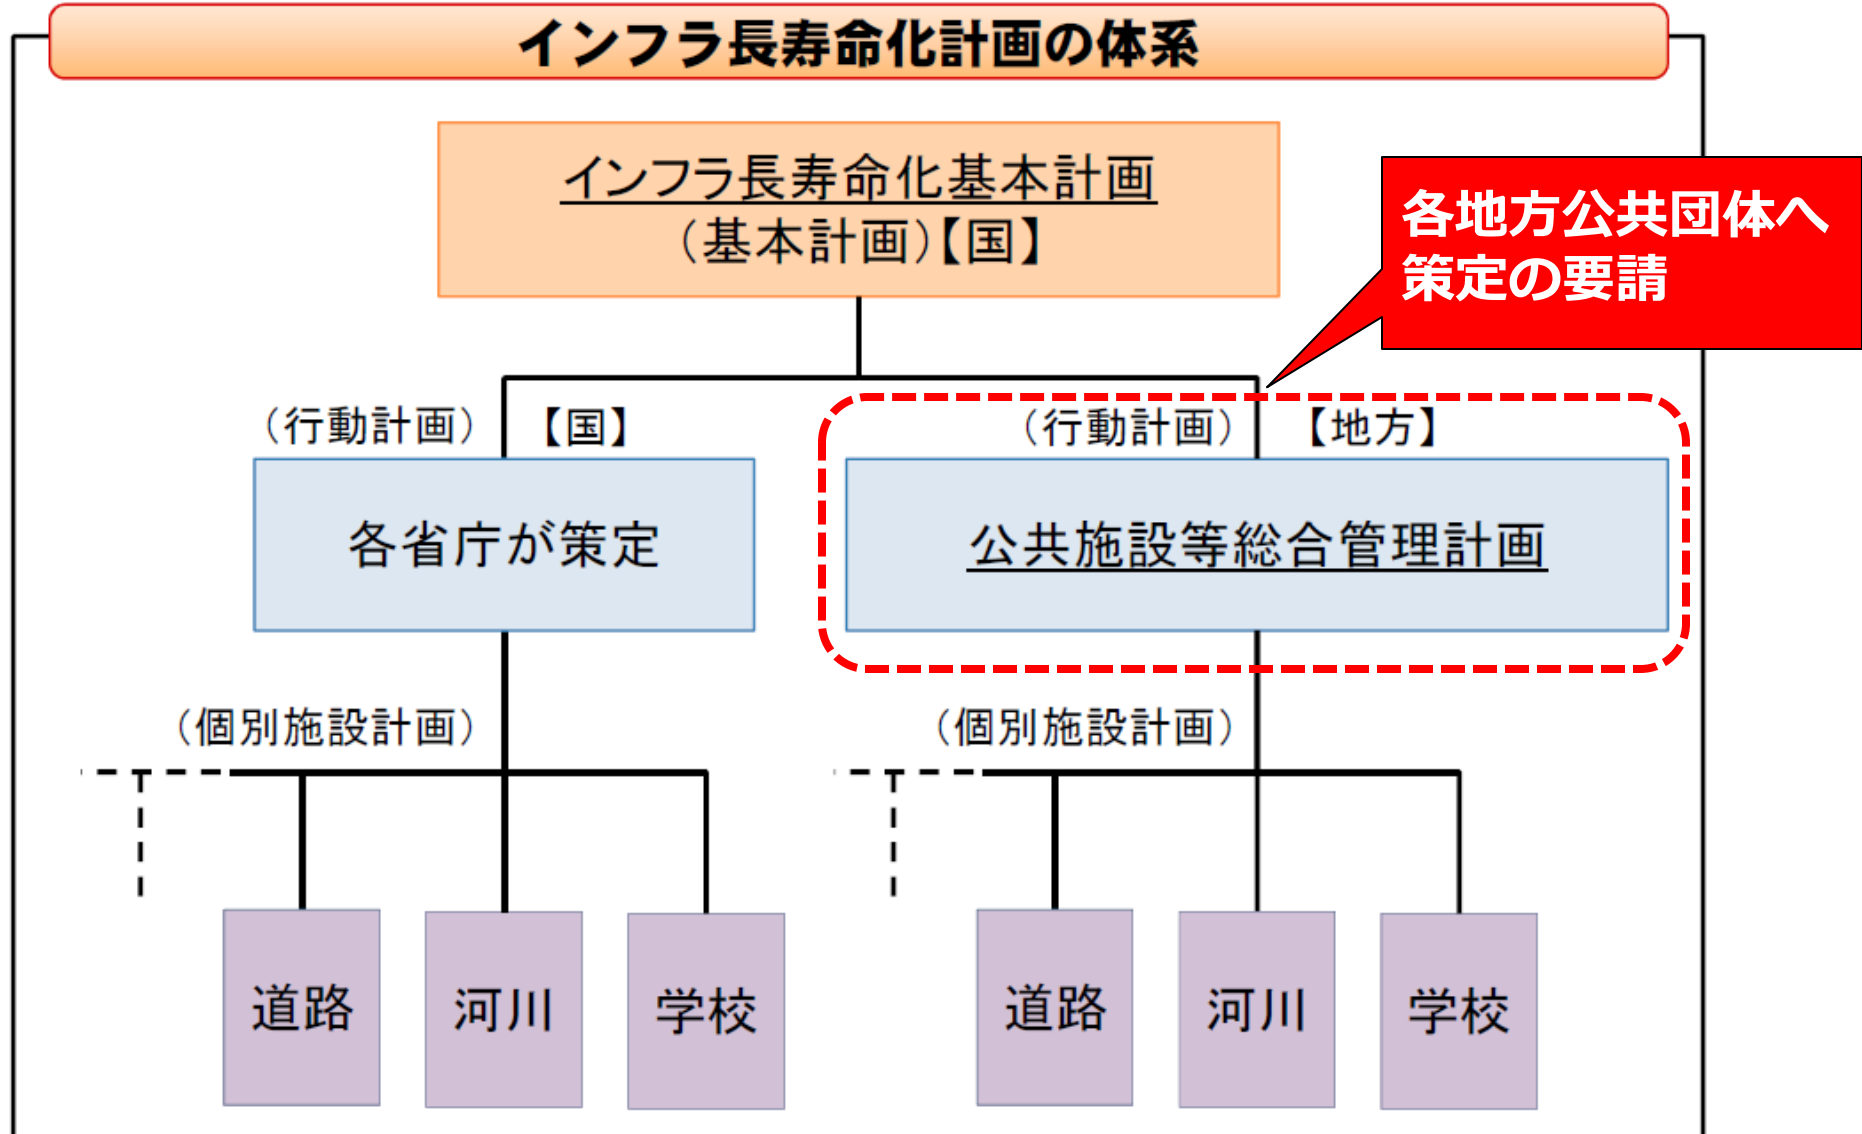 インフラ長寿命化計画の体系
インフラ長寿命化基本計画
(基本計画)【国】
各地方公共団体へ
策定の要請
(行動計画) 【国】
(行動計画) 【地方】
各省庁が策定
公共施設等総合管理計画
(個別施設計画)
(個別施設計画)
道路
河川
学校
道路
河川
学校